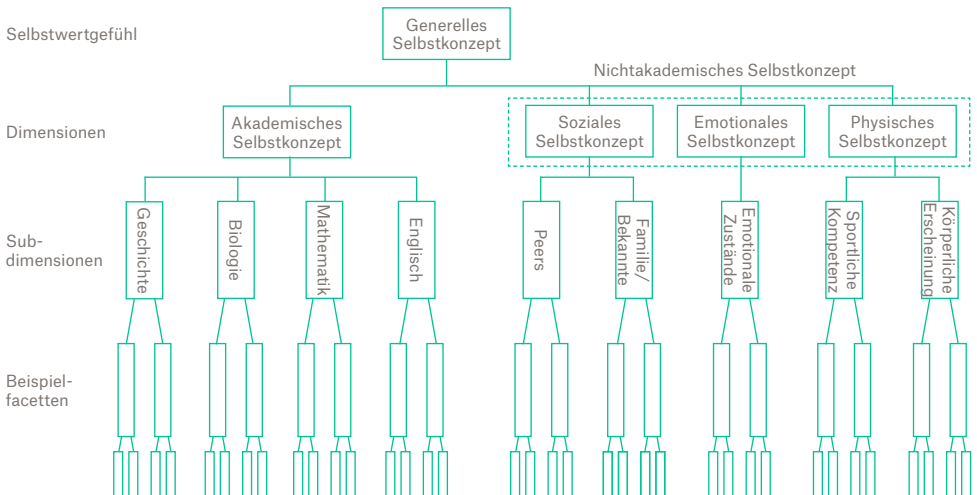 Selbstwertgefühl
Generelles
Selbstkonzept
Nichtakademisches Selbstkonzept
Dimensionen
Akademisches
Selbstkonzept
Soziales
Selbstkonzept
Emotionales
Selbstkonzept
Physisches
Selbstkonzept
Sub-
dimensionen
Geschichte
Biologie
Mathematik
Englisch
Peers
Familie/
Bekannte
Emotionale
Zustände
Sportliche
Kompetenz
Körperliche
Erscheinung
Beispiel-
facetten